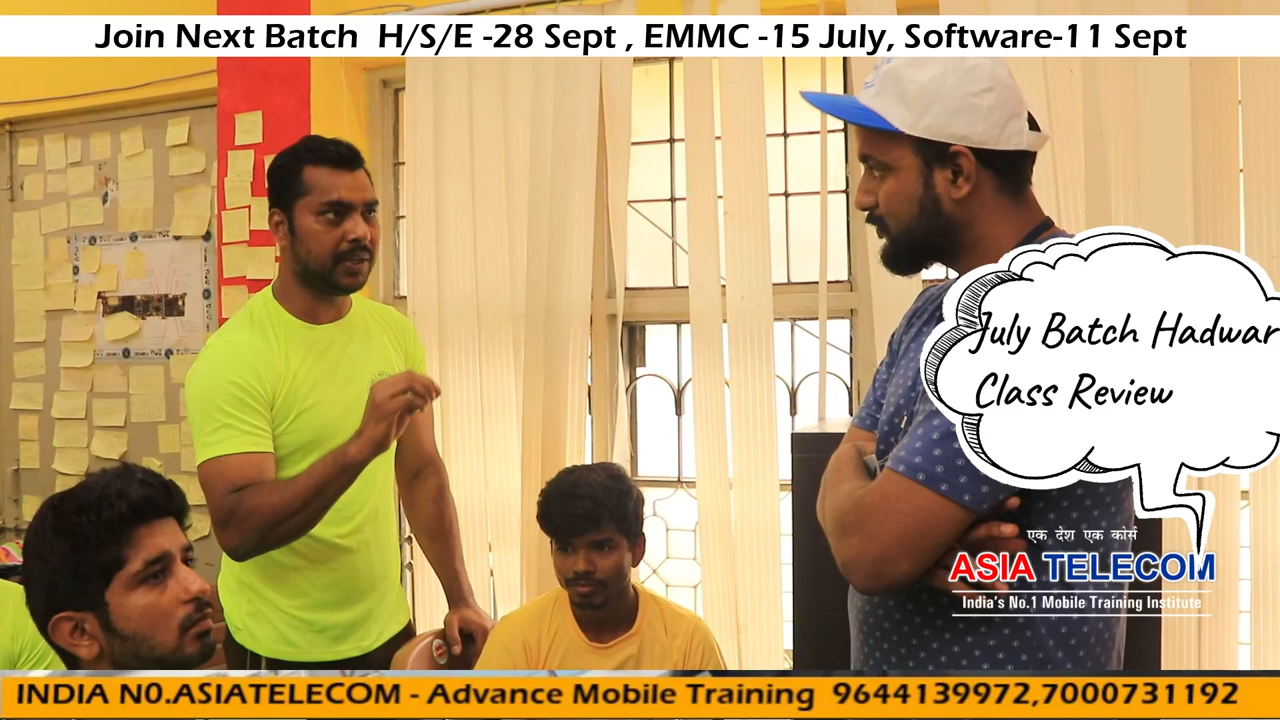 Join Next Batch H/S/E -28 Sept , EMMC -15 July, Software-11 Sept
July Batch Hadwar
Class Review
एक देश एक कोर्स
ASIA TELECOM
India's No.1 Mobile Training Institute
INDIA N0.ASIATELECOM - Advance Mobile Training 9644139972,7000731192